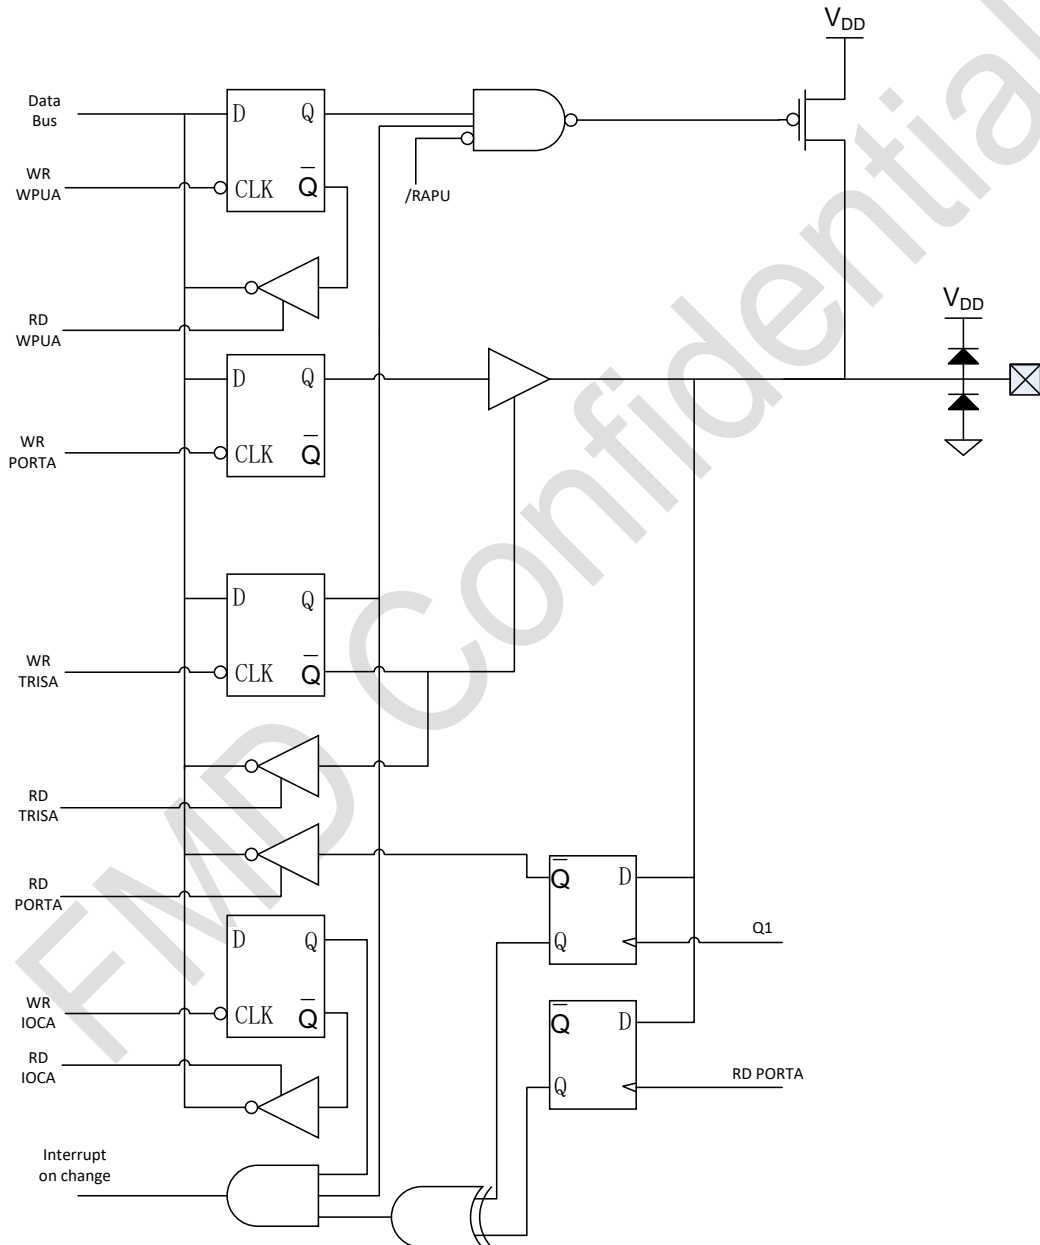 VDD
Data
Bus
D
Q
WR
WPUA
CLK
Q
/RAPU
RD
WPUA
VDD
D
Q
WR
PORTA
CLK
Q
D
Q
WR
TRISA
CLK
Q
RD
TRISA
RD
PORTA
Q
D
Q
Q1
D
Q
WR
IOCA
CLK
Q
RD
IOCA
Q
D
Q
RD PORTA
Interrupt
on change
FMD Confidential